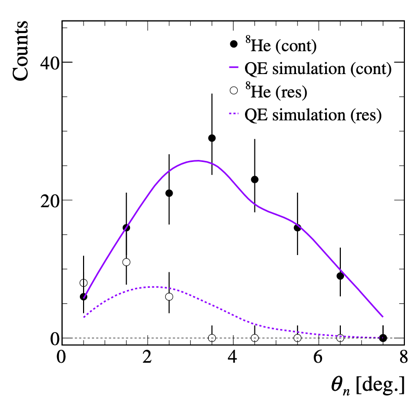 Counts
40
20
0
⁸He (cont)
QE simulation (cont)
⁸He (res)
QE simulation (res)
0 2 4 6 8
θₙ [deg.]